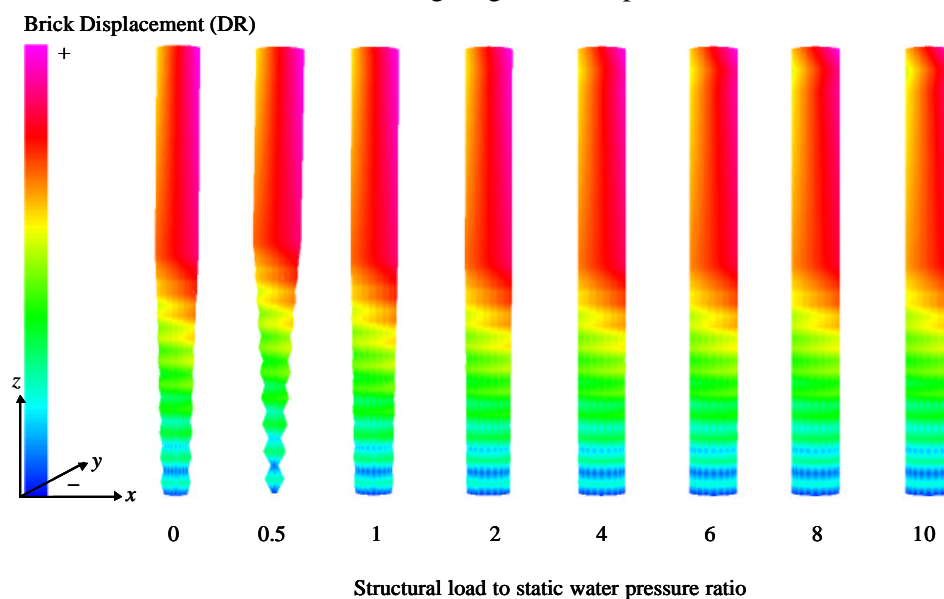 Brick Displacement (DR)
+
z
y
−
x
0 0.5 1 2 4 6 8 10
Structural load to static water pressure ratio